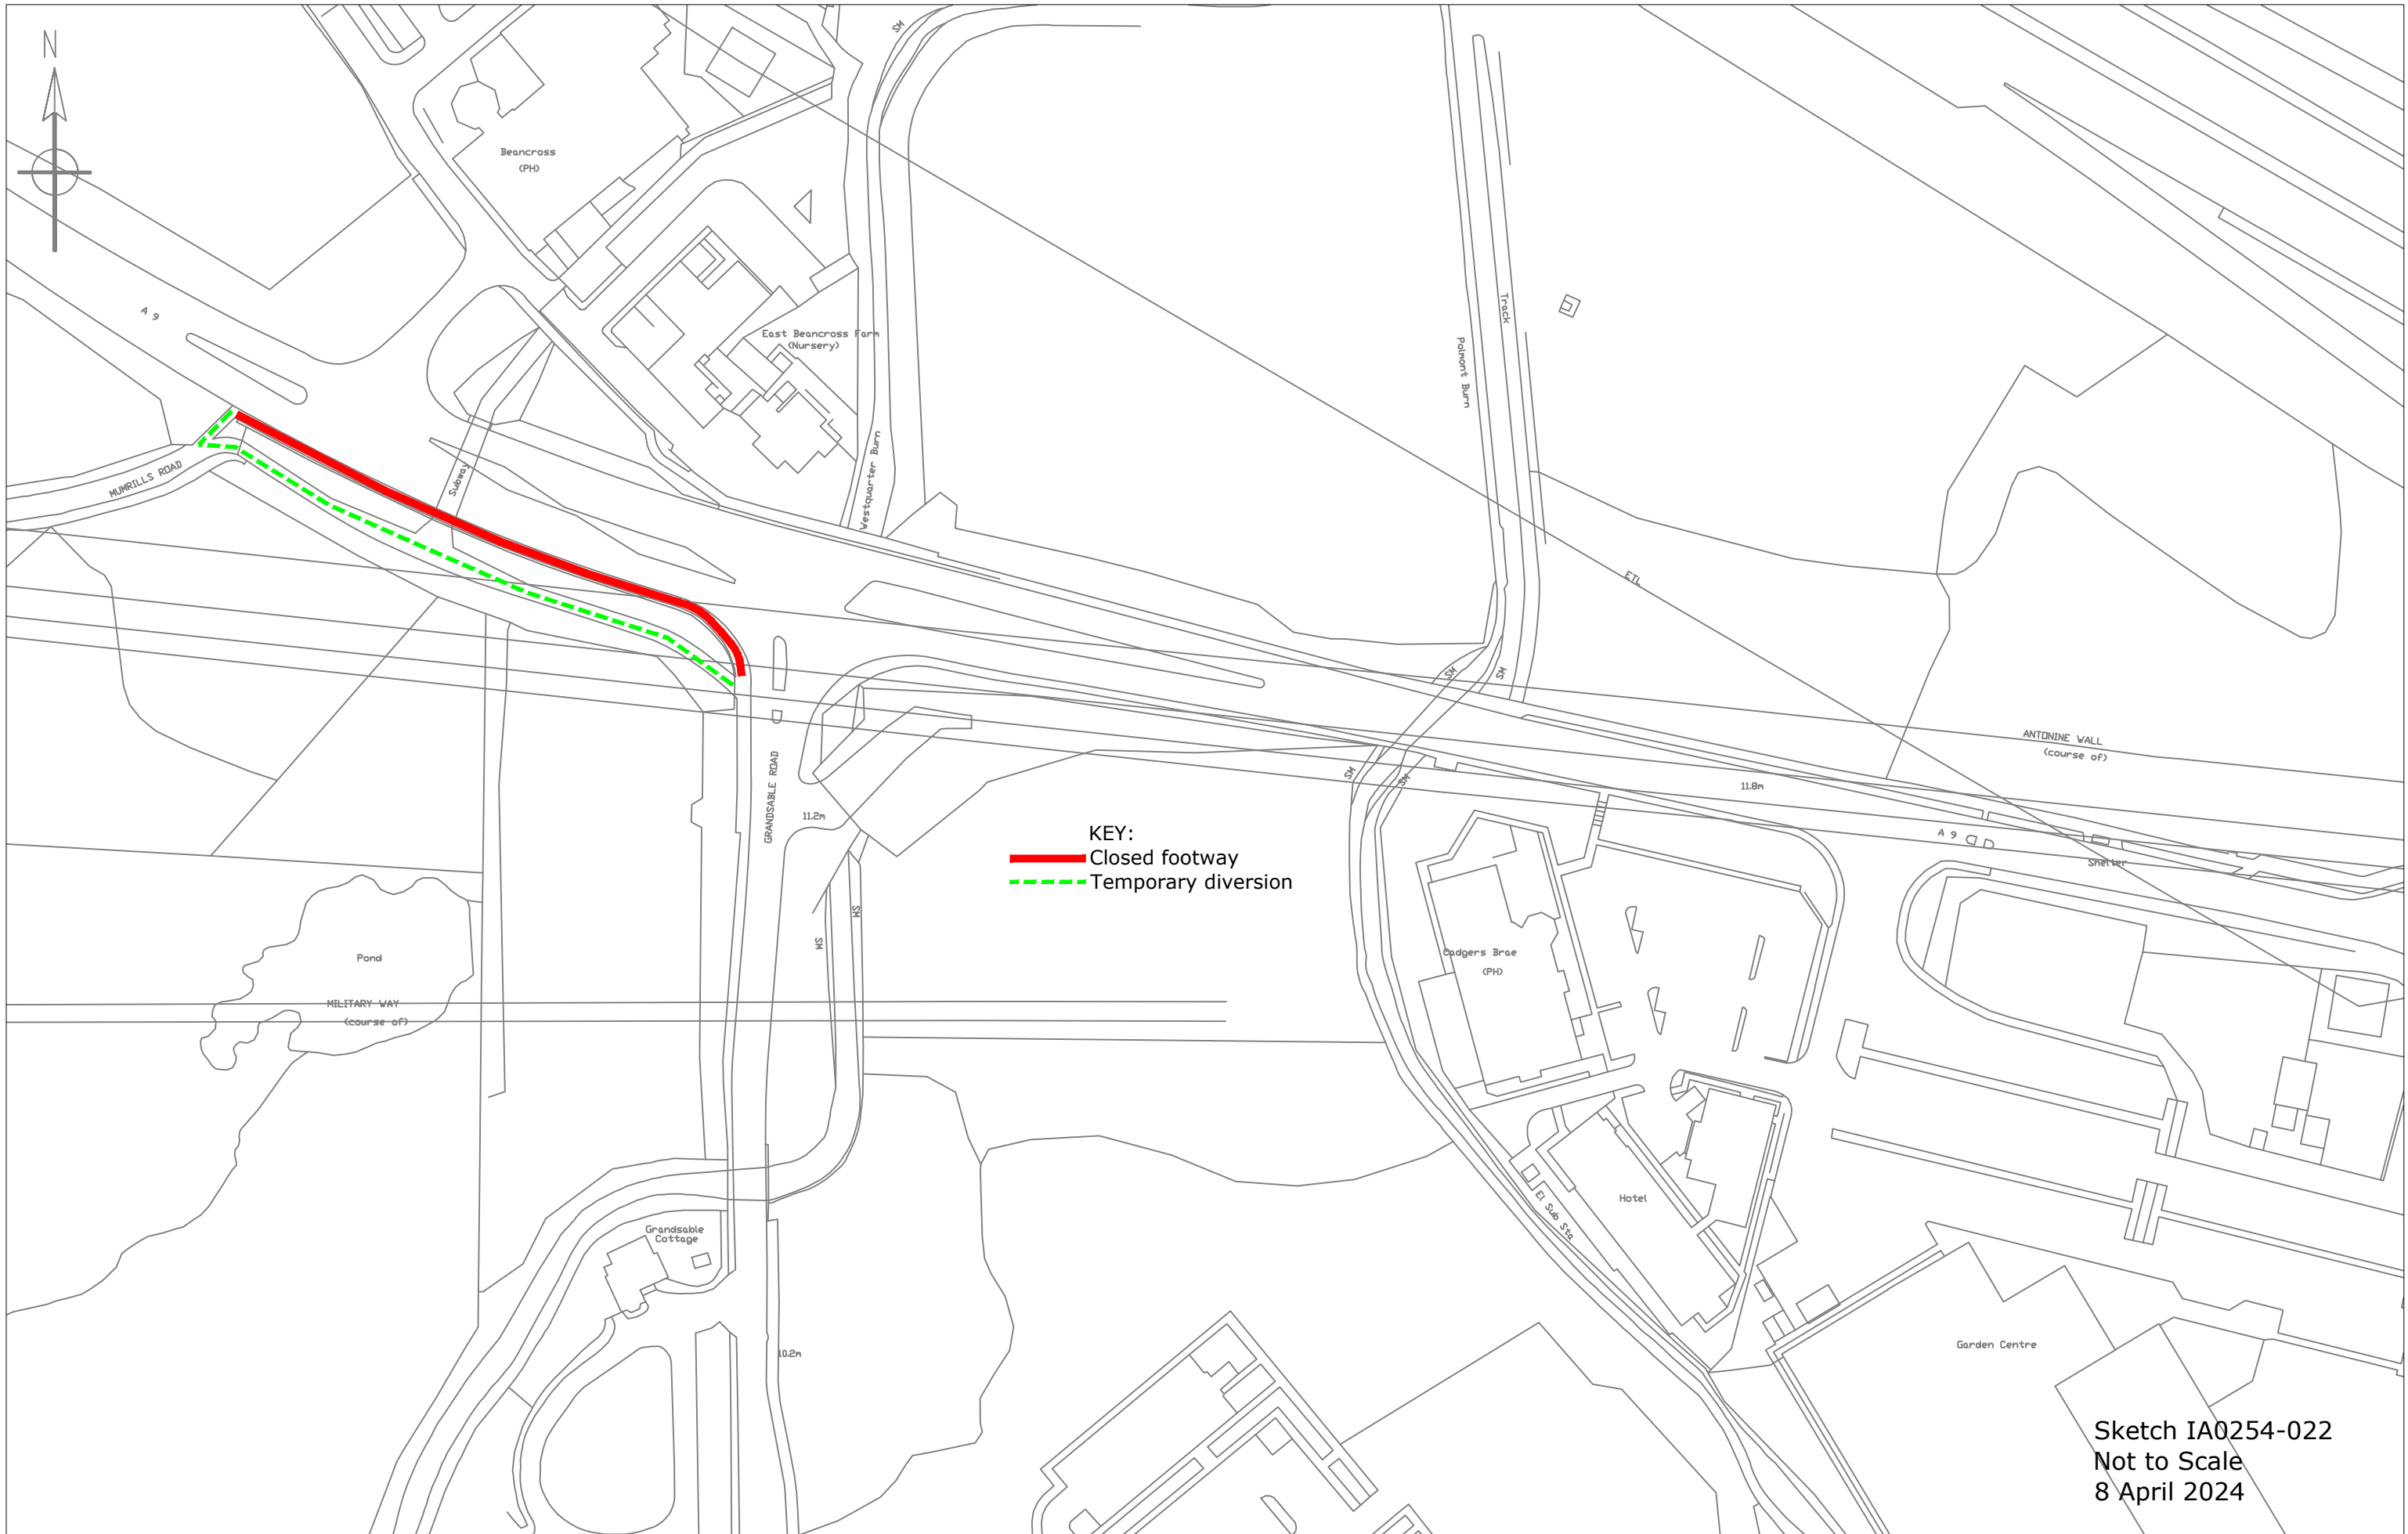 N
SM
Beancross
(PH)
A 9
East Beancross Farm
(Nursery)
Track
Polmont Burn
Westquarter Burn
Subway
MUMRILLS ROAD
ETL
SM
SM
ANTONINE WALL
(course of)
SM
SM
11.8m
GRANDSABLE ROAD
11.2m
KEY:
Closed footway
Temporary diversion
A 9
Shelter
SM
SM
Cadgers Brae
(PH)
Pond
MILITARY WAY
(course of)
Hotel
El Sub Sta
Grandsable
Cottage
10.2m
Garden Centre
Sketch IA0254-022
Not to Scale
8 April 2024